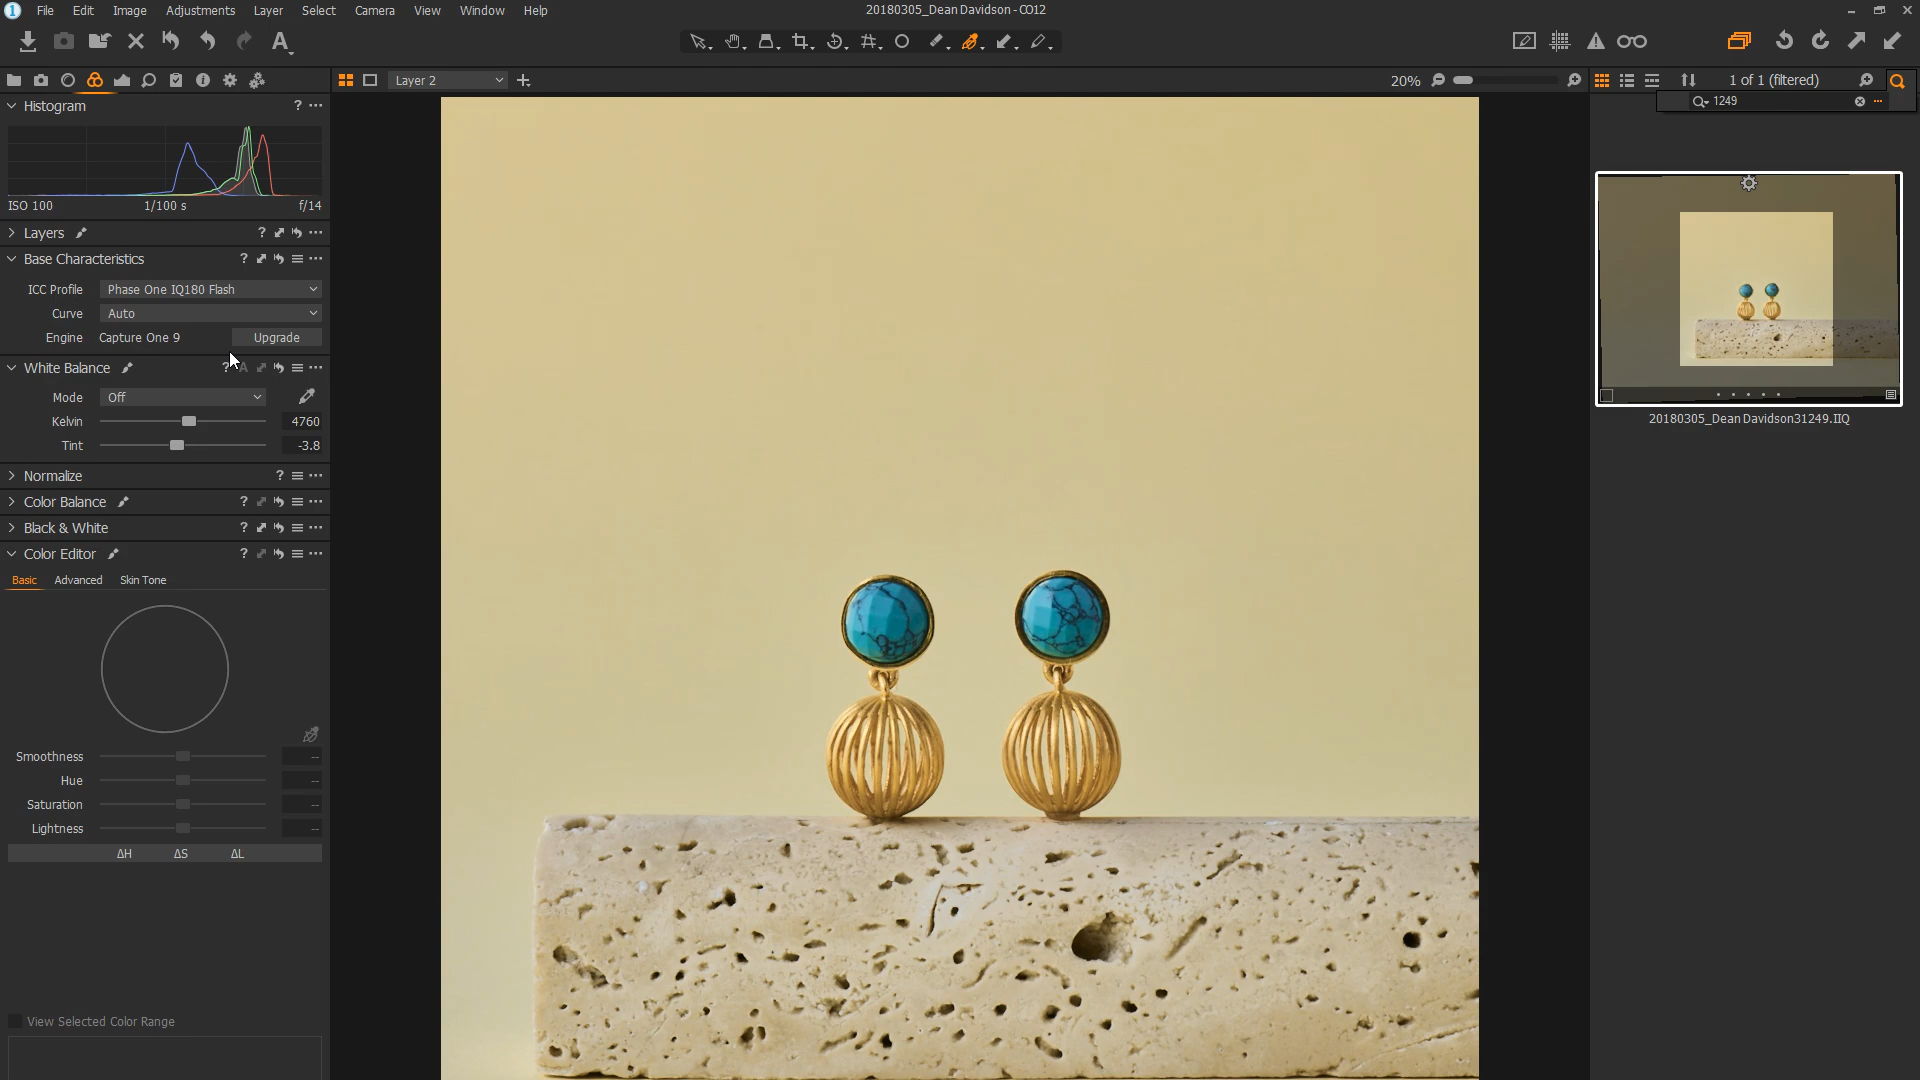 File Edit Image Adjustments Layer Select Camera View Window Help
20180305_Dean Davidson - CO12
Layer 2
20%
1 of 1 (filtered)
1249
Histogram
ISO 100 1/100 s f/14
Layers
Base Characteristics
ICC Profile Phase One IQ180 Flash
Curve Auto
Engine Capture One 9 Upgrade
White Balance
Mode Off
Kelvin 4760
Tint -3.8
Normalize
Color Balance
Black & White
Color Editor
Basic Advanced Skin Tone
Smoothness --
Hue --
Saturation --
Lightness --
ΔH ΔS ΔL
View Selected Color Range
20180305_Dean Davidson31249.IIQ